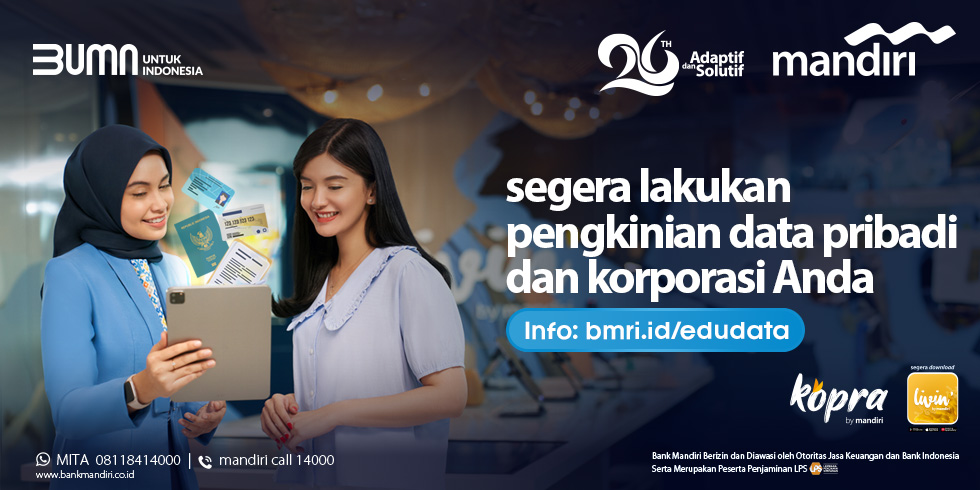 BUMN UNTUK
INDONESIA
26TH Adaptif
dan Solutif
mandiri
segera lakukan
pengkinian data pribadi
dan korporasi Anda
Info: bmri.id/edudata
kopra
by mandiri
segera download
livin'
by mandiri
MITA 08118414000 | mandiri call 14000
www.bankmandiri.co.id
Bank Mandiri Berizin dan Diawasi oleh Otoritas Jasa Keuangan dan Bank Indonesia
Serta Merupakan Peserta Penjaminan LPS